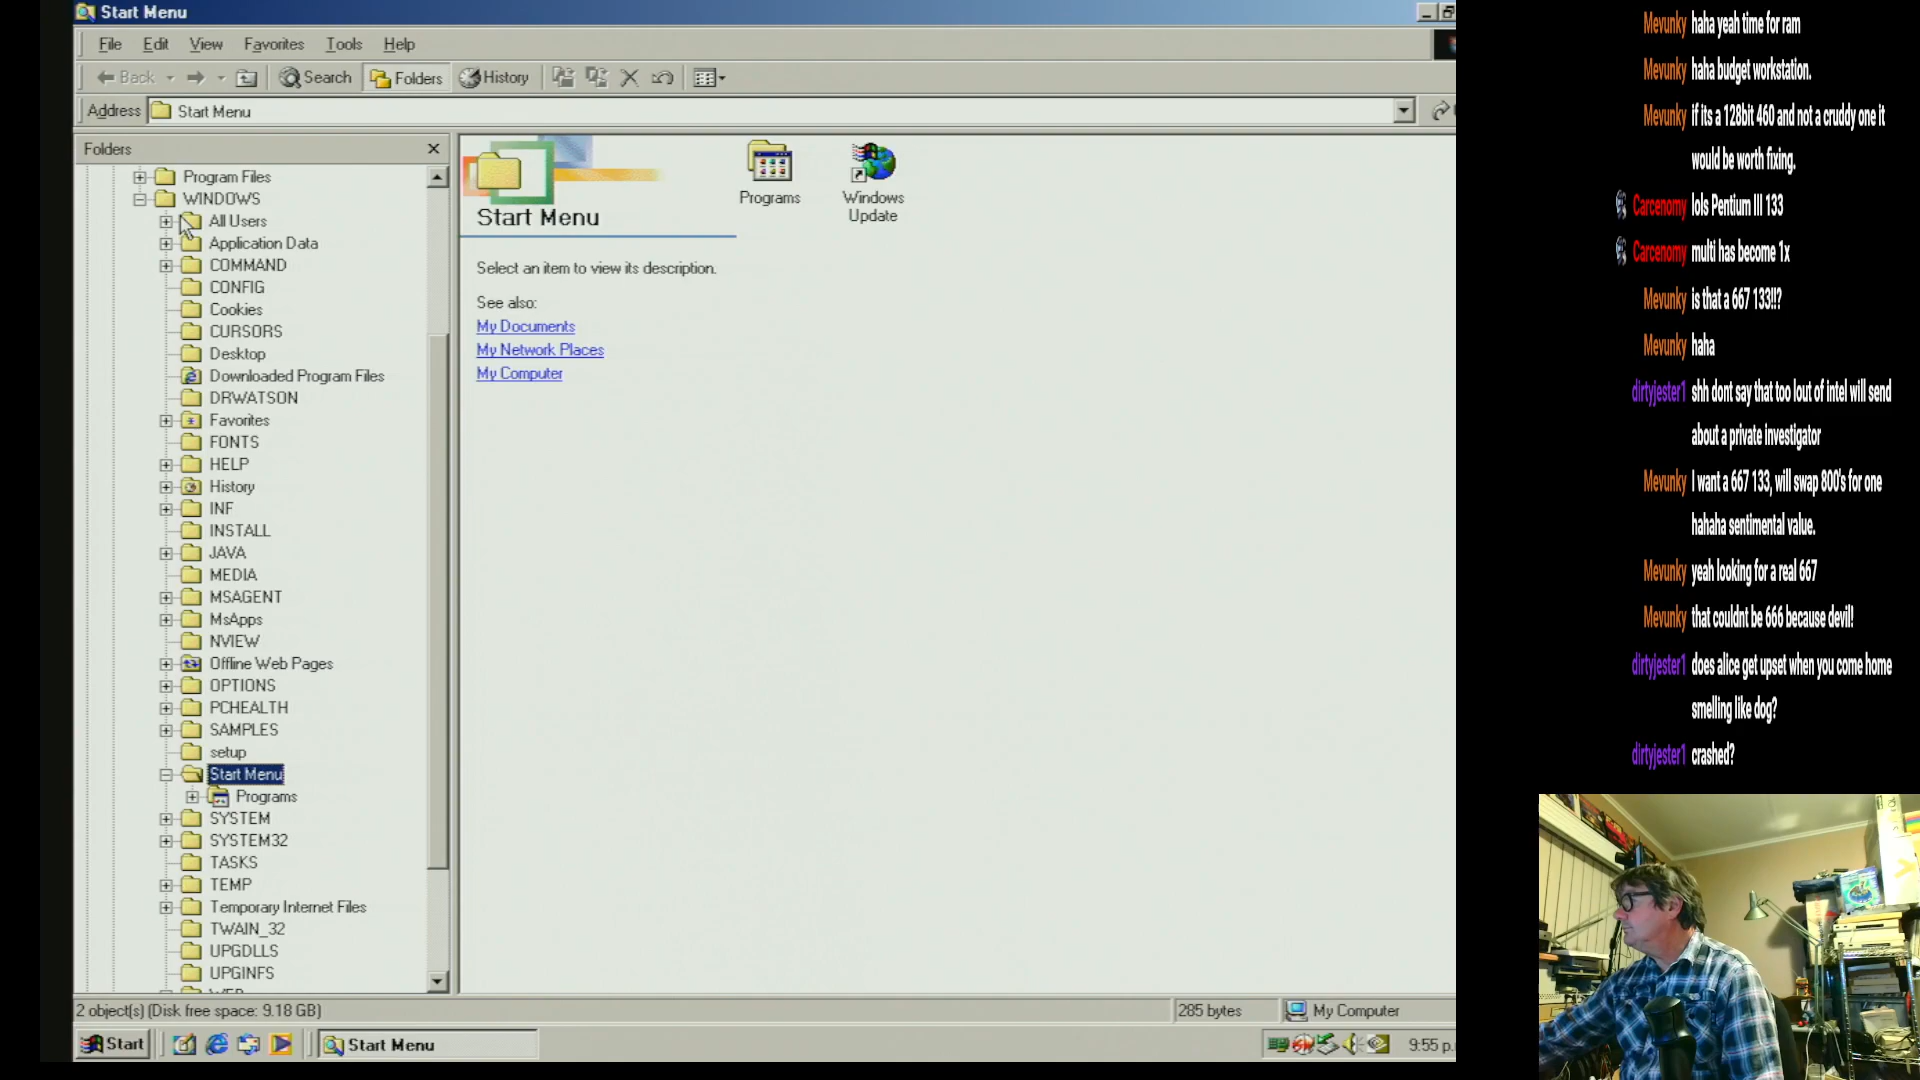 Start Menu
File Edit View Favorites Tools Help
Back Search Folders History
Address Start Menu
Folders
Program Files
WINDOWS
All Users
Application Data
COMMAND
CONFIG
Cookies
CURSORS
Desktop
Downloaded Program Files
DRWATSON
Favorites
FONTS
HELP
History
INF
INSTALL
JAVA
MEDIA
MSAGENT
MsApps
NVIEW
Offline Web Pages
OPTIONS
PCHEALTH
SAMPLES
setup
Start Menu
Programs
SYSTEM
SYSTEM32
TASKS
TEMP
Temporary Internet Files
TWAIN_32
UPGDLLS
UPGINFS
Start Menu
Select an item to view its description.
See also:
My Documents
My Network Places
My Computer
Programs
Windows
Update
2 object(s) (Disk free space: 9.18 GB)
285 bytes
My Computer
Start
Start Menu
9:55 p.
Mevunky haha yeah time for ram
Mevunky haha budget workstation.
Mevunky if its a 128bit 460 and not a cruddy one it
would be worth fixing.
Carcenomy lols Pentium III 133
Carcenomy multi has become 1x
Mevunky is that a 667 133!!?
Mevunky haha
dirtyjester1 shh dont say that too lout of intel will send
about a private investigator
Mevunky I want a 667 133, will swap 800's for one
hahaha sentimental value.
Mevunky yeah looking for a real 667
Mevunky that couldnt be 666 because devil!
dirtyjester1 does alice get upset when you come home
smelling like dog?
dirtyjester1 crashed?